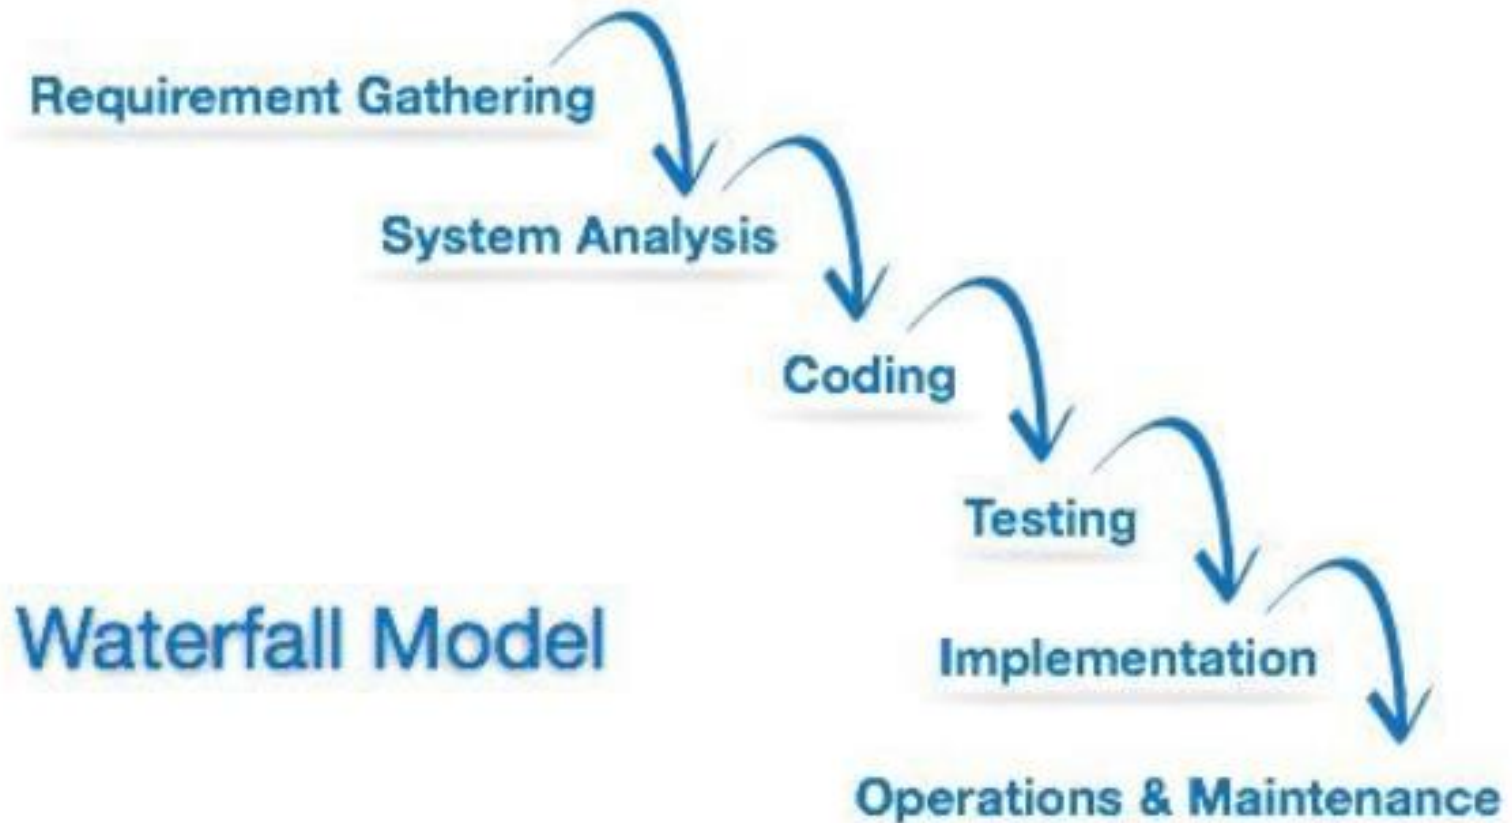 Requirement Gathering
System Analysis
Coding
Testing
Waterfall Model
Implementation
Operations & Maintenance